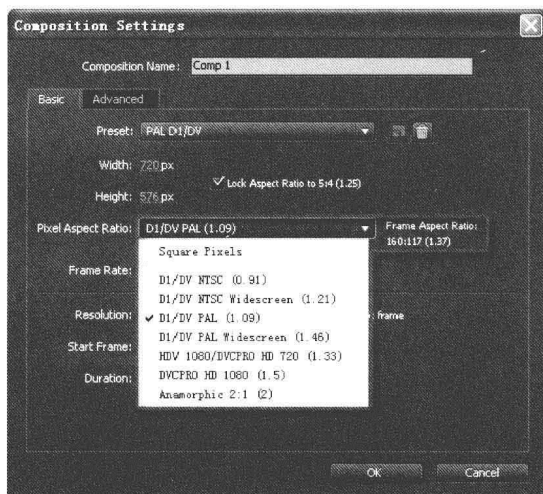 Composition Settings
Composition Name: Comp 1
Basic Advanced
Preset: PAL D1/DV
Width: 720 px
Lock Aspect Ratio to 5:4 (1.25)
Height: 576 px
Pixel Aspect Ratio: D1/DV PAL (1.09) Frame Aspect Ratio:
160:117 (1.37)
Square Pixels
Frame Rate:
D1/DV NTSC (0.91)
D1/DV NTSC Widescreen (1.21)
Resolution: D1/DV PAL (1.09) frame
D1/DV PAL Widescreen (1.46)
Start Frame:
HDV 1080/DVCPRO HD 720 (1.33)
Duration: DVCPRO HD 1080 (1.5)
Anamorphic 2:1 (2)
OK Cancel